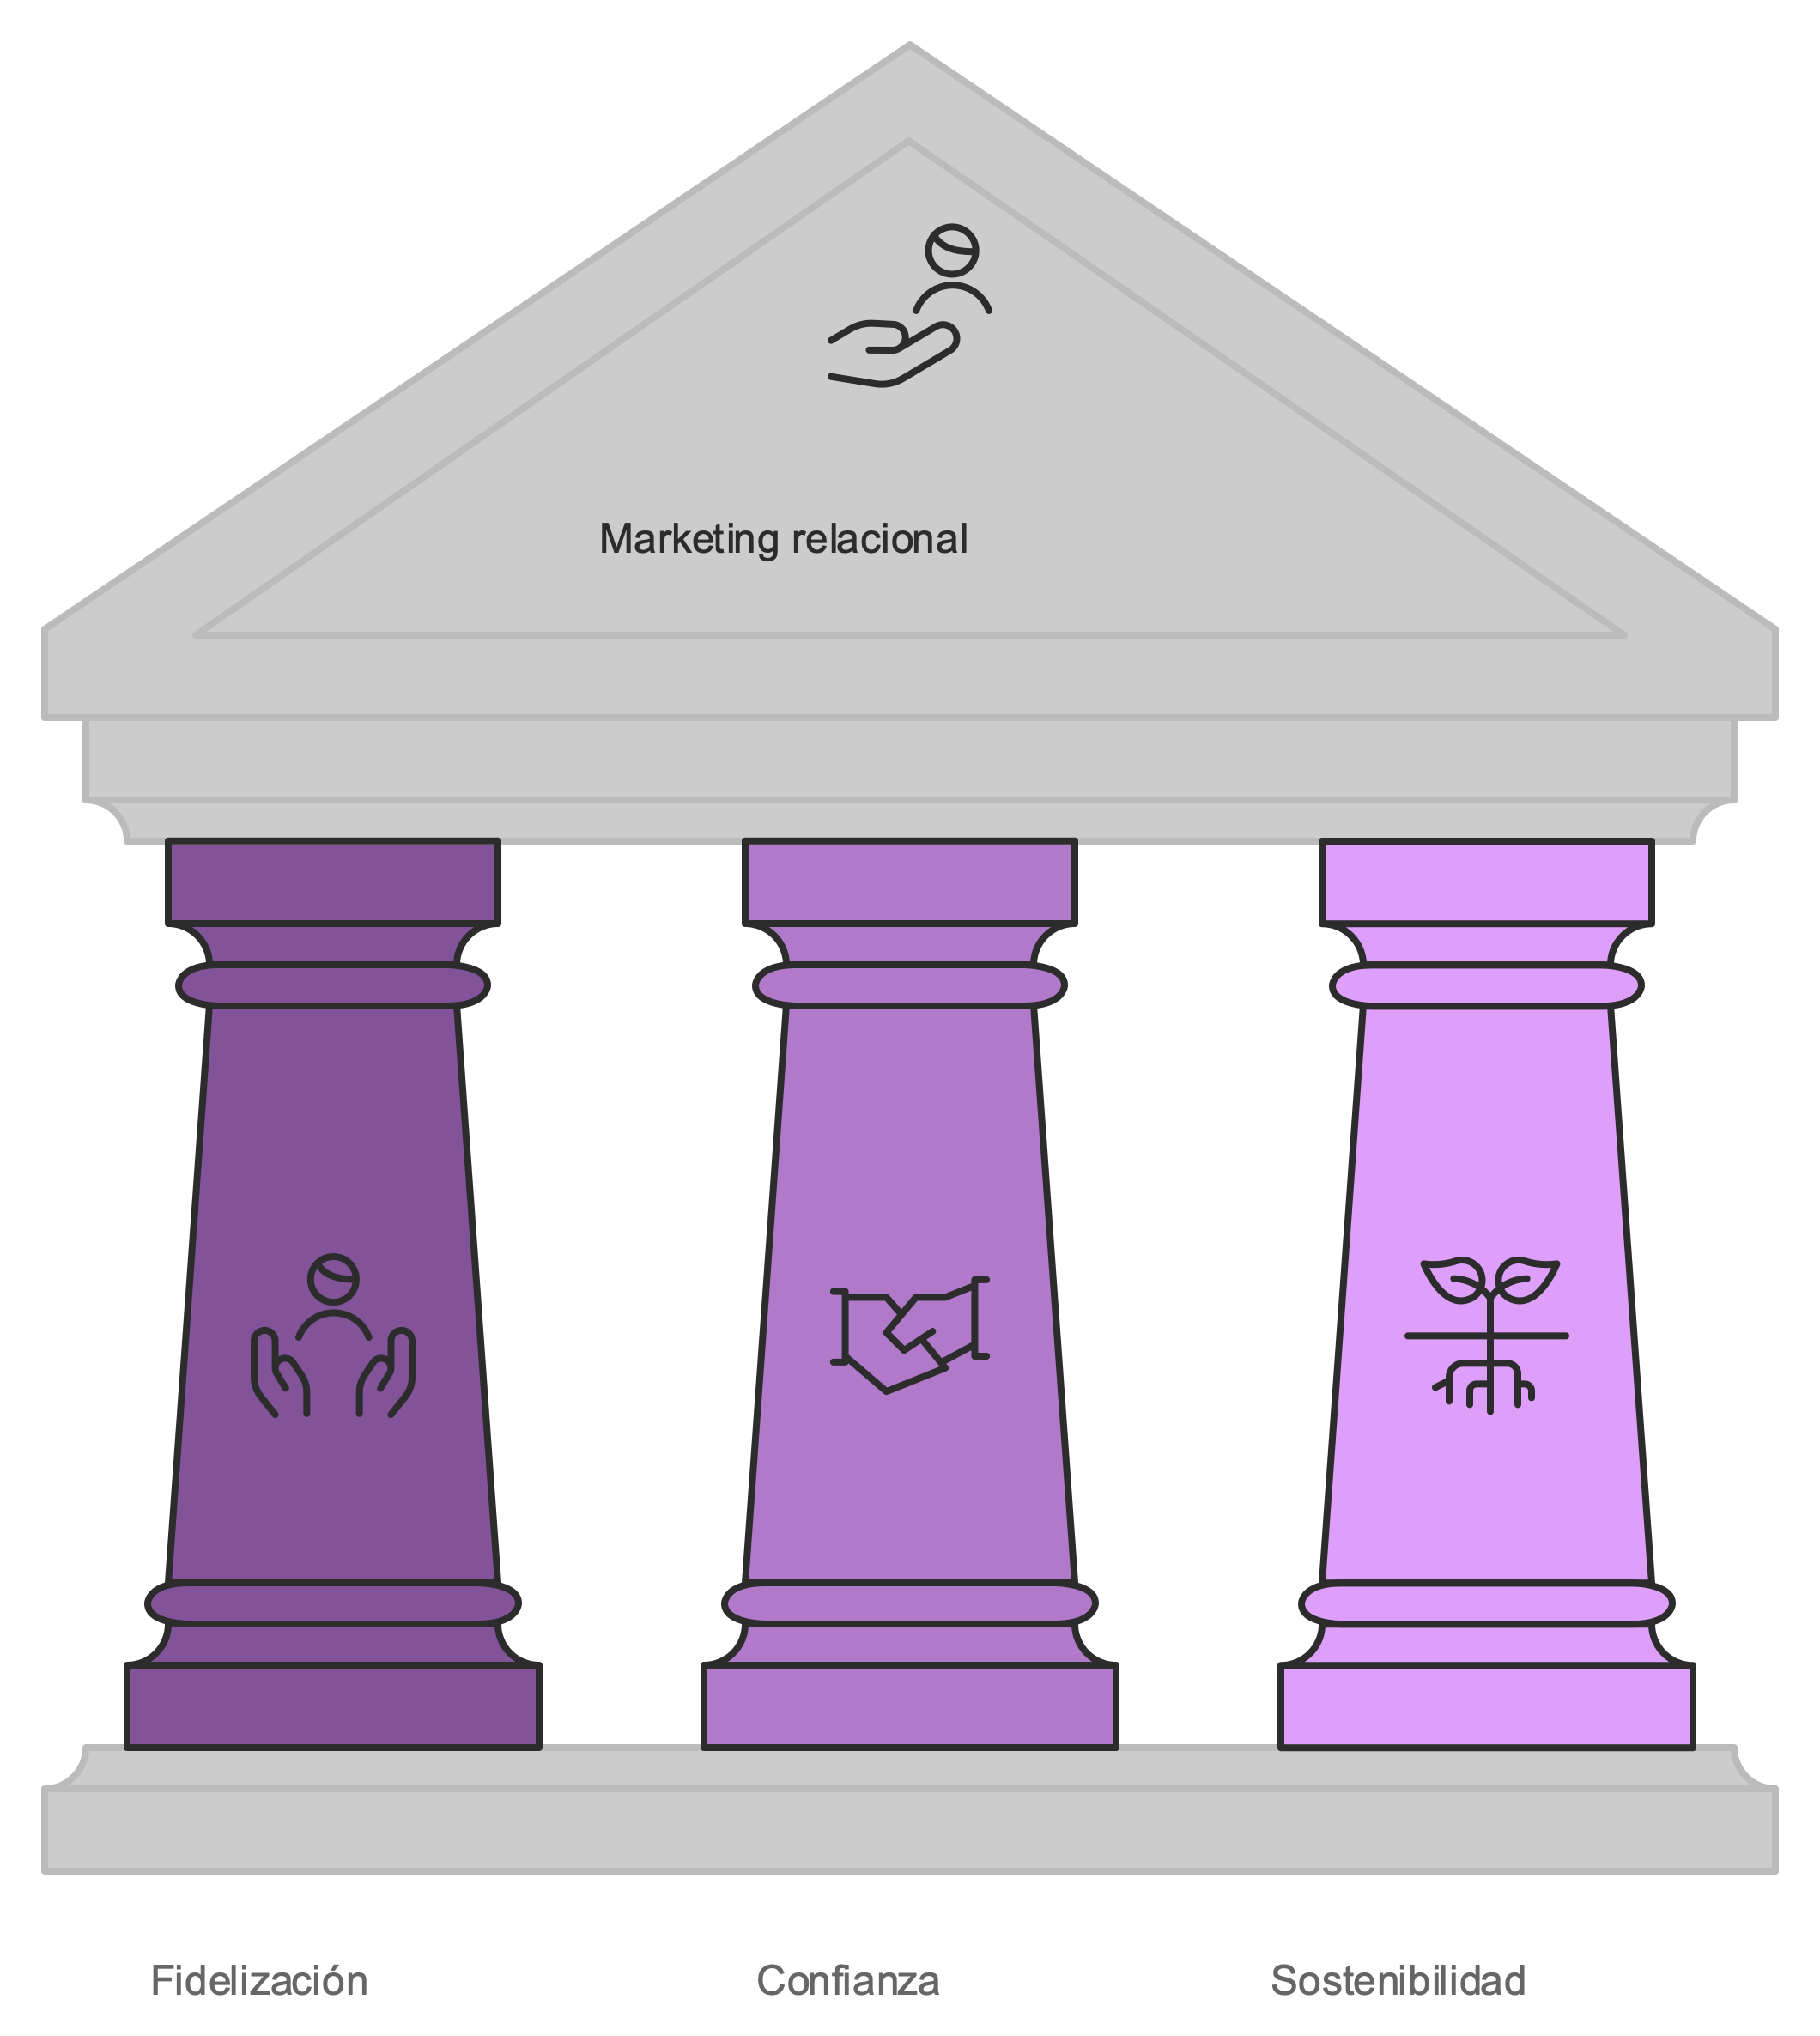 Marketing relacional
Fidelización
Confianza
Sostenibilidad